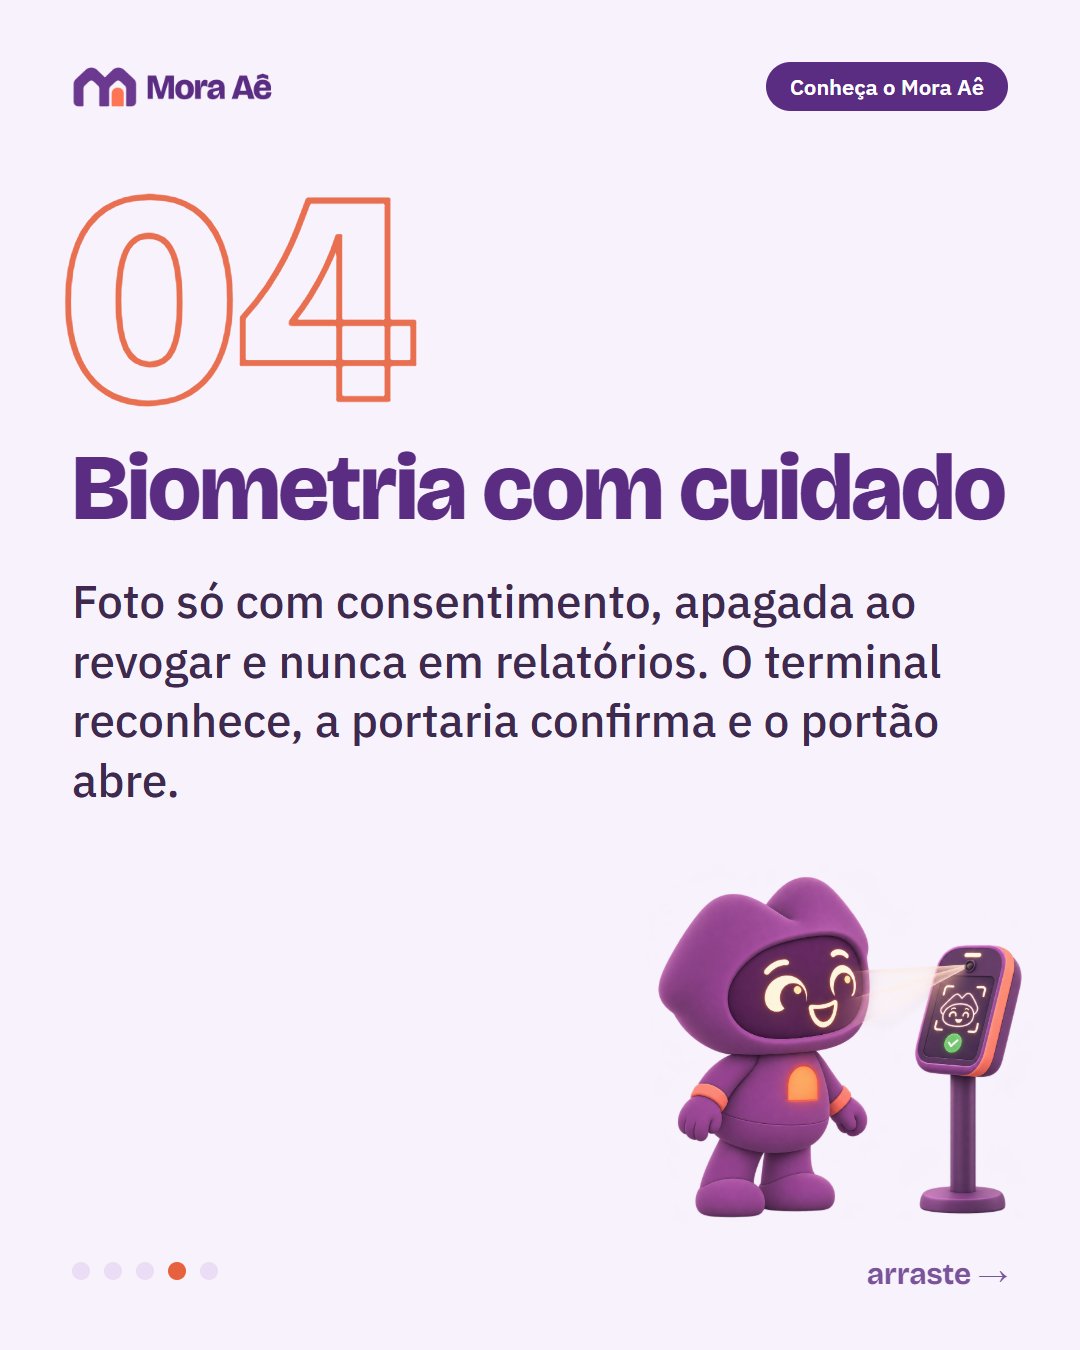 Mora Aê
Conheça o Mora Aê
04
Biometria com cuidado
Foto só com consentimento, apagada ao
revogar e nunca em relatórios. O terminal
reconhece, a portaria confirma e o portão
abre.
arraste →